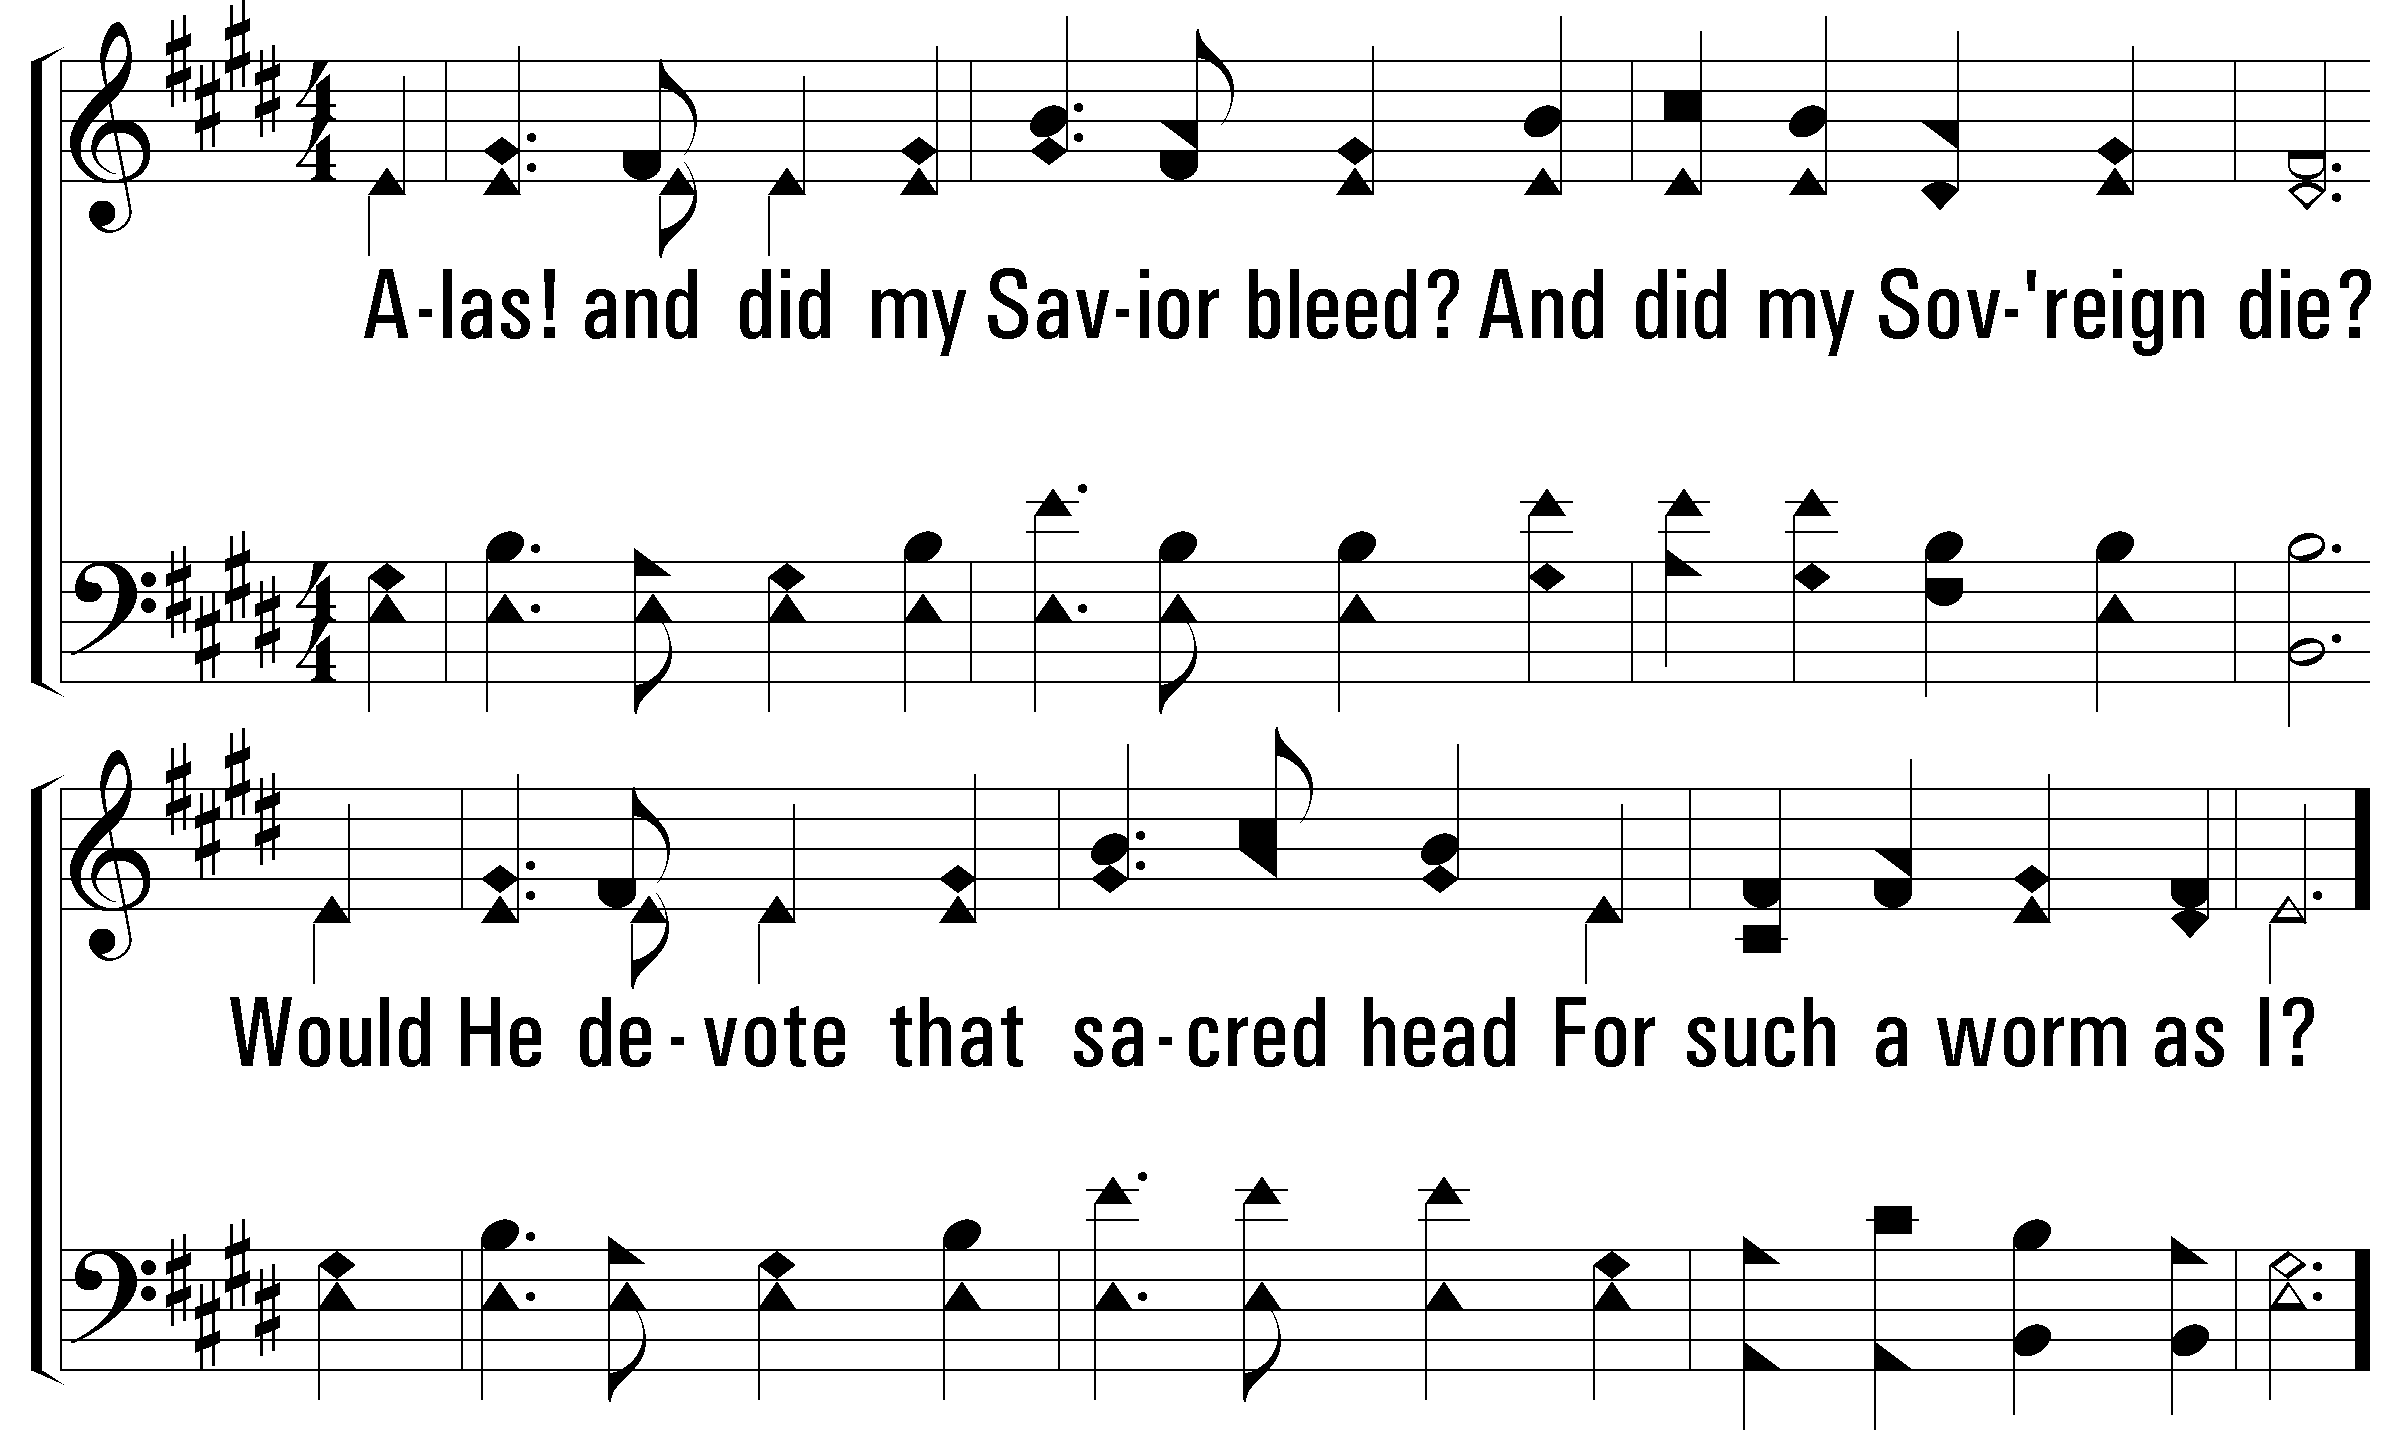 A-las! and did my Sav-ior bleed? And did my Sov-'reign die?
Would He de-vote that sa-cred head For such a worm as I?